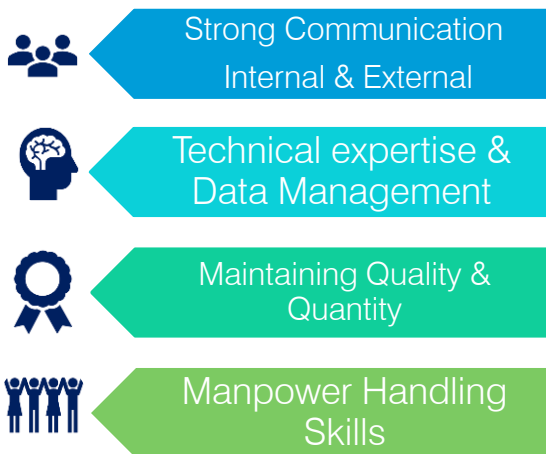 Strong Communication
Internal & External
Technical expertise &
Data Management
Maintaining Quality &
Quantity
Manpower Handling
Skills